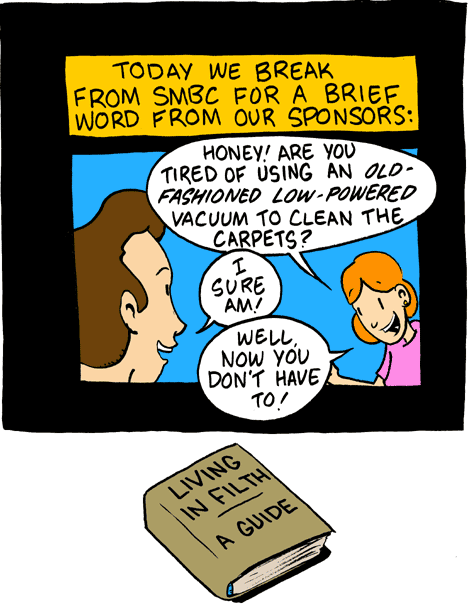 TODAY WE BREAK
FROM SMBC FOR A BRIEF
WORD FROM OUR SPONSORS:
HONEY! ARE YOU
TIRED OF USING AN OLD-
FASHIONED LOW-POWERED
VACUUM TO CLEAN THE
CARPETS?
I
SURE
AM!
WELL,
NOW YOU
DON'T HAVE
TO!
LIVING
IN FILTH
A GUIDE